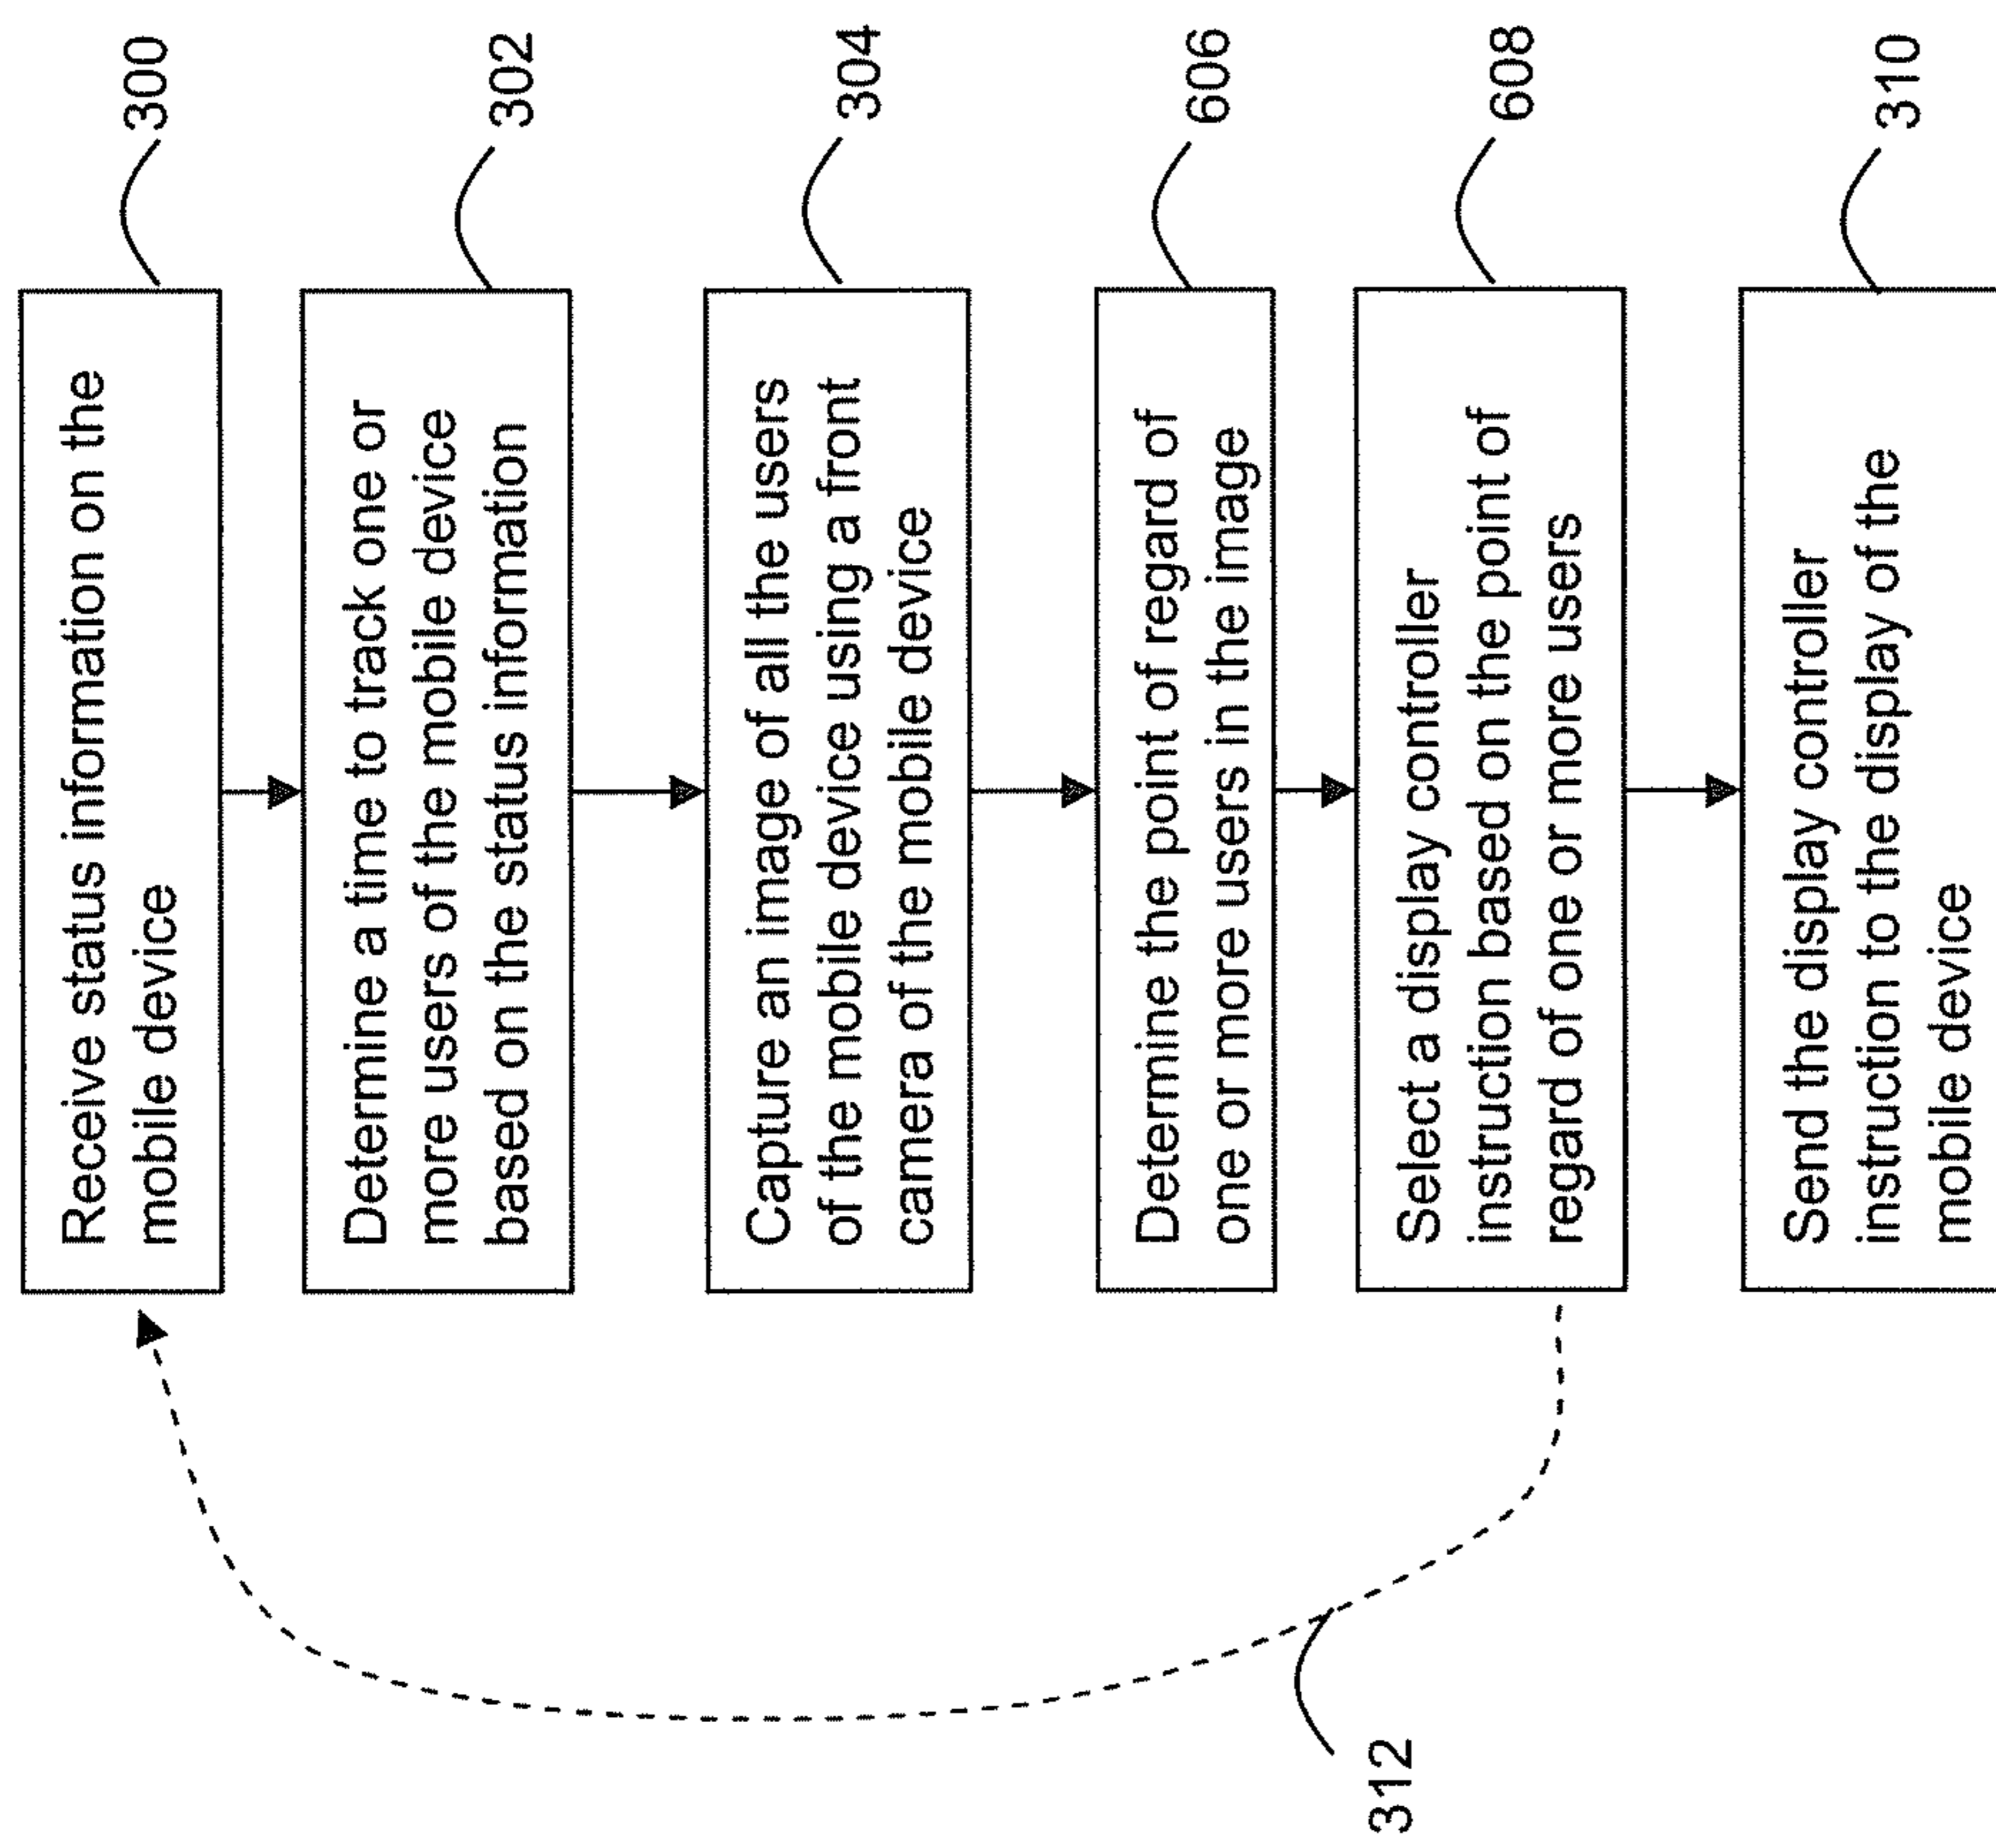 Receive status information on the
mobile device
300
Determine a time to track one or
more users of the mobile device
based on the status information
302
Capture an image of all the users
of the mobile device using a front
camera of the mobile device
304
Determine the point of regard of
one or more users in the image
606
Select a display controller
instruction based on the point of
regard of one or more users
608
Send the display controller
instruction to the display of the
mobile device
310
312